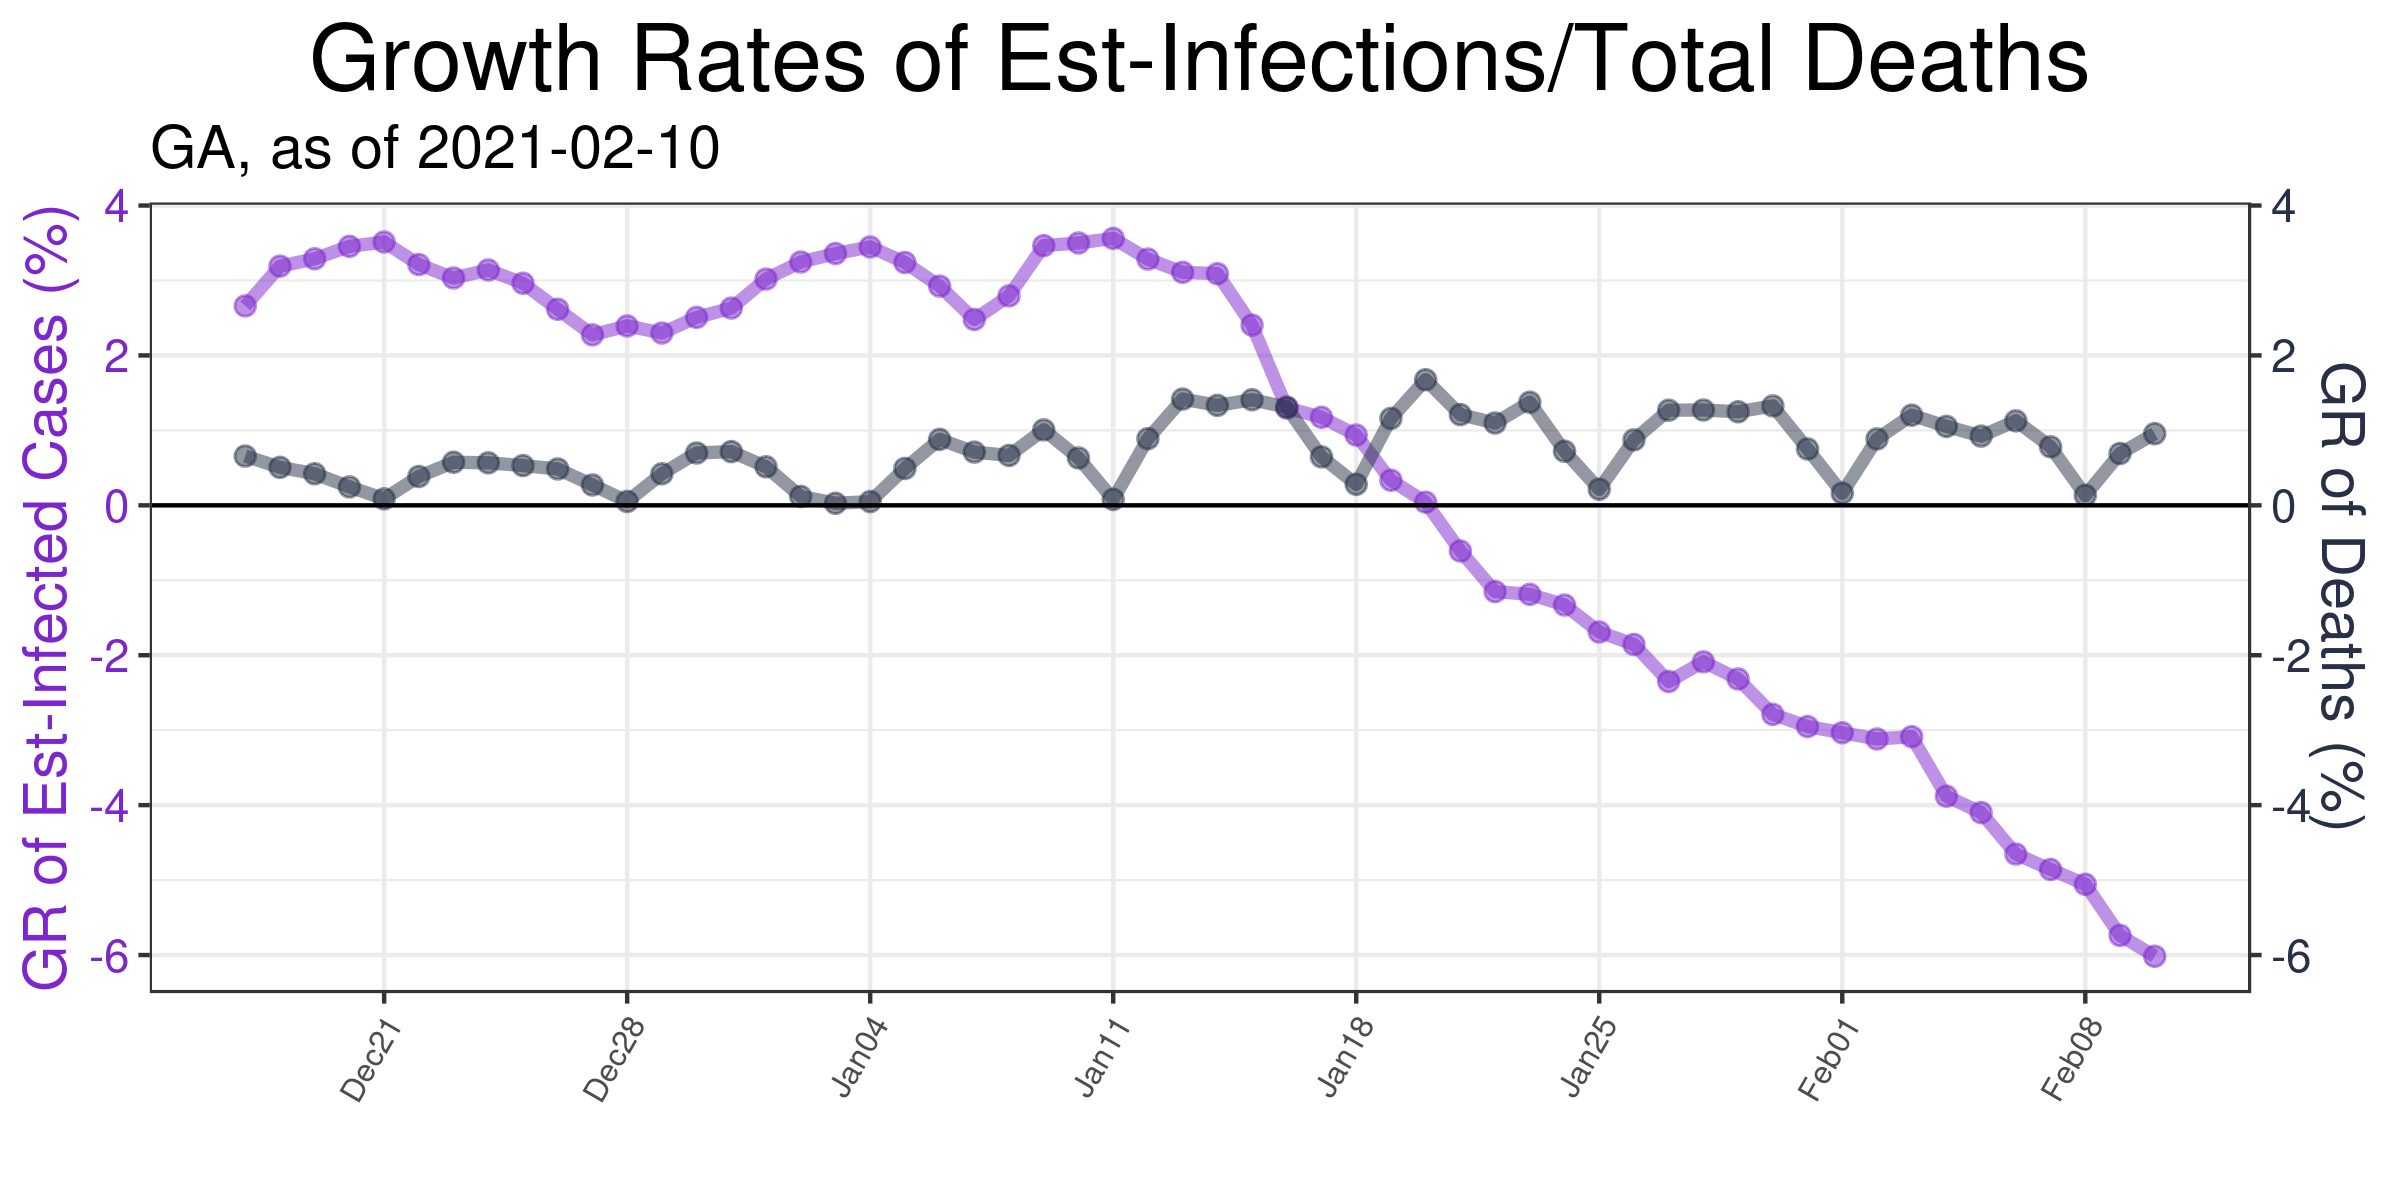 Growth Rates of Est-Infections/Total Deaths
GA, as of 2021-02-10
GR of Est-Infected Cases (%)
4
2
0
-2
-4
-6
4
2
0
-2
-4
-6
GR of Deaths (%)
Dec21
Dec28
Jan04
Jan11
Jan18
Jan25
Feb01
Feb08